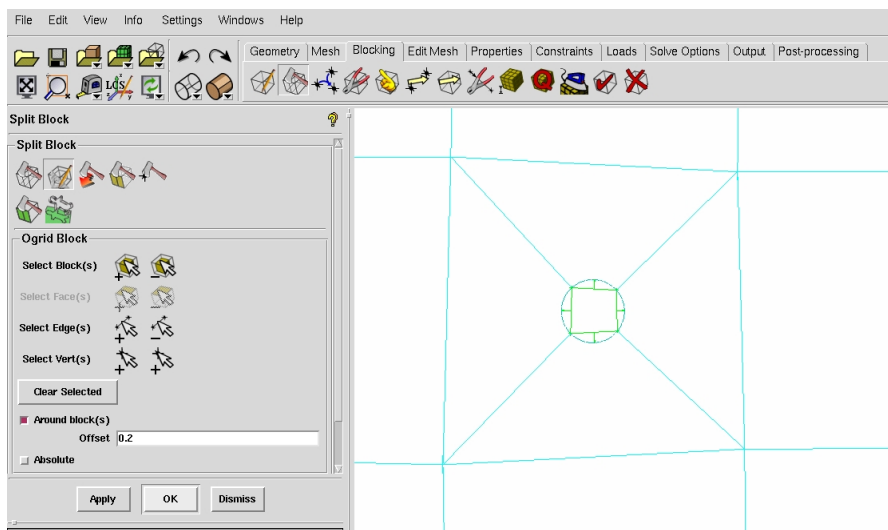 File Edit View Info Settings Windows Help
Geometry Mesh Blocking Edit Mesh Properties Constraints Loads Solve Options Output Post-processing
LCS
Split Block
Split Block
Ogrid Block
Select Block(s)
Select Face(s)
Select Edge(s)
Select Vert(s)
Clear Selected
Around block(s)
Offset 0.2
Absolute
Apply OK Dismiss